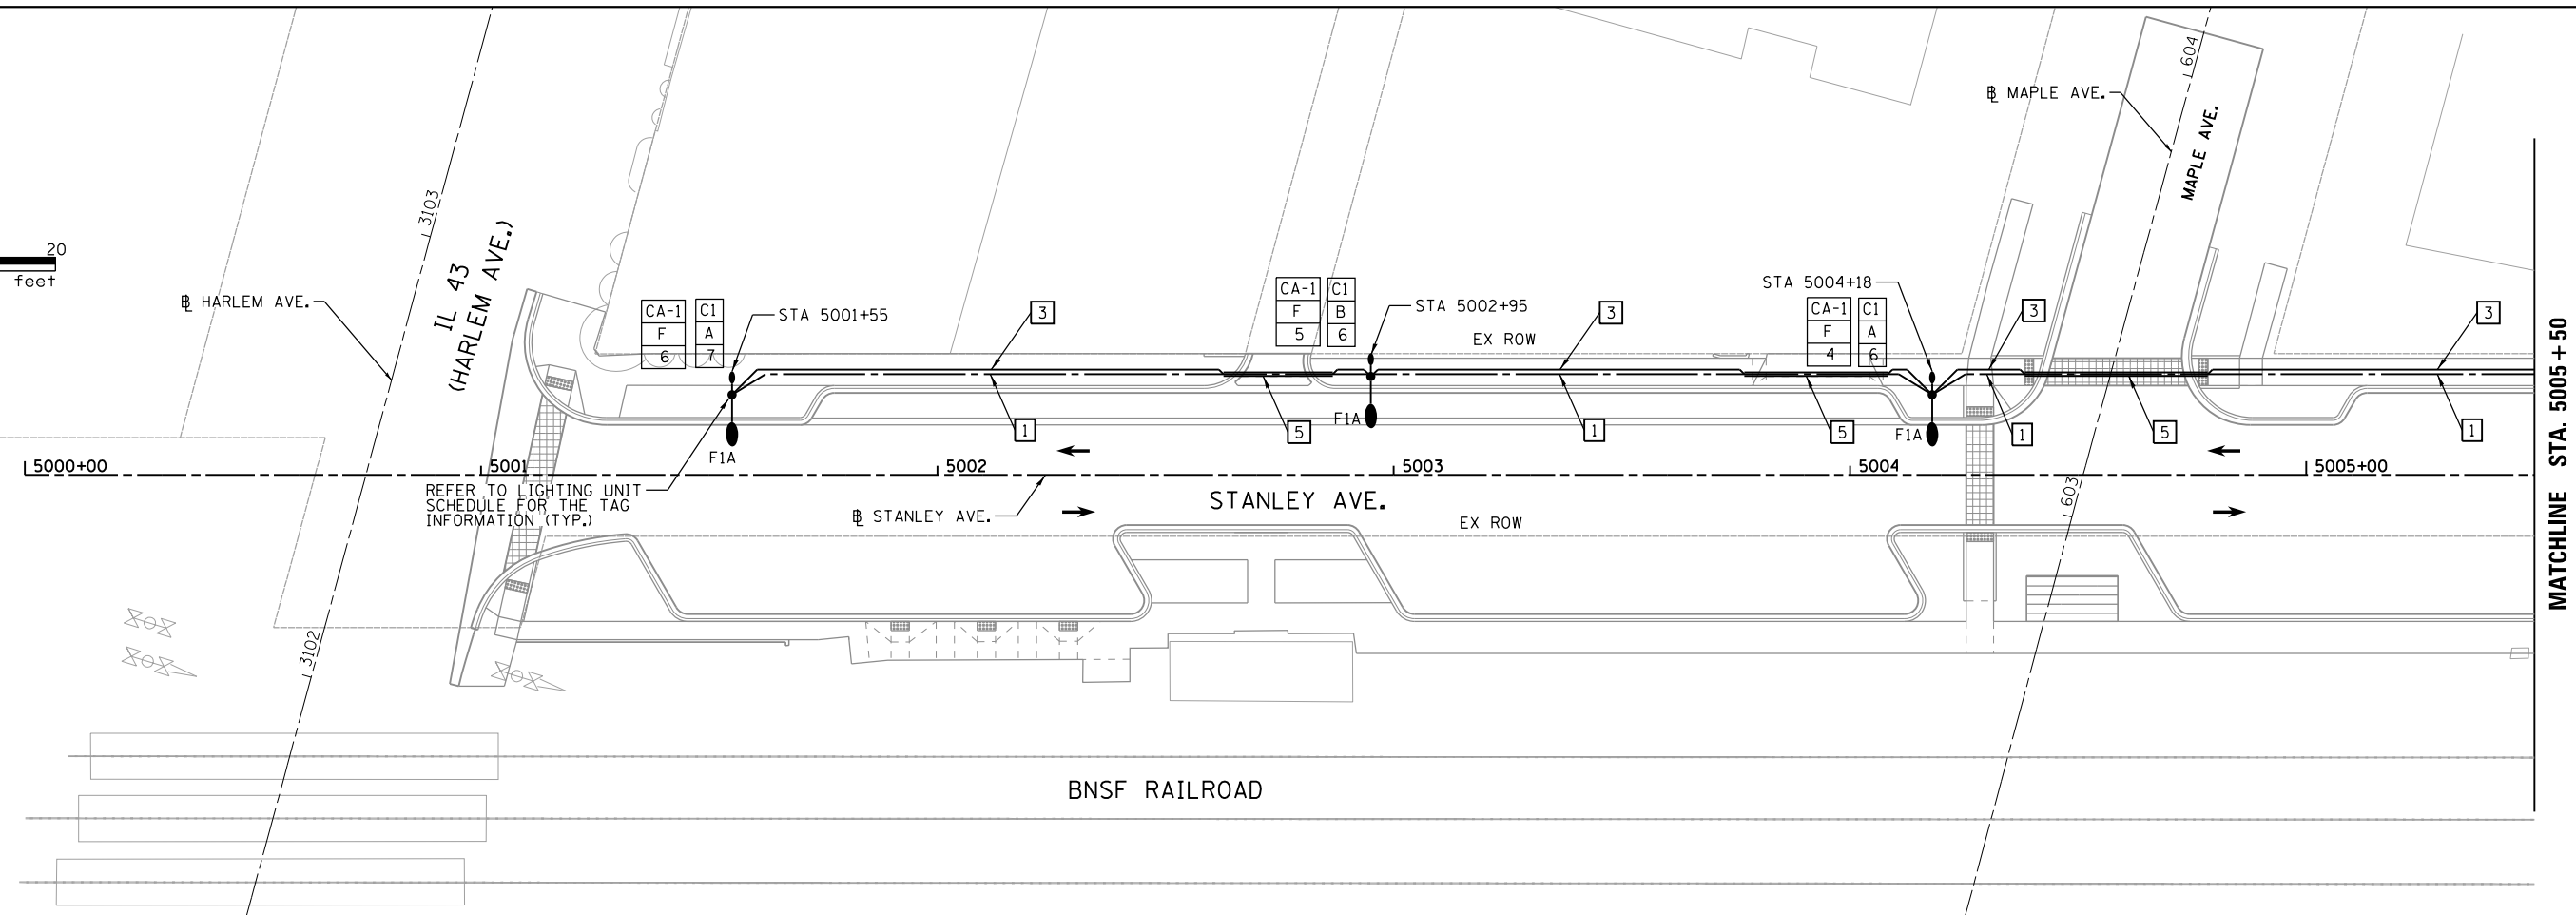 604
℄ MAPLE AVE.
MAPLE AVE.
3103
20
feet
IL 43
(HARLEM AVE.)
℄ HARLEM AVE.
CA-1
F
6
C1
A
7
STA 5001+55
3
CA-1
F
5
C1
B
6
STA 5002+95
3
EX ROW
STA 5004+18
CA-1
F
4
C1
A
6
3
3
MATCHLINE STA. 5005+50
F1A
1
5
F1A
1
5
F1A
1
5
1
5000+00
5001
5002
5003
5004
5005+00
REFER TO LIGHTING UNIT
SCHEDULE FOR THE TAG
INFORMATION (TYP.)
℄ STANLEY AVE.
STANLEY AVE.
EX ROW
603
3102
BNSF RAILROAD